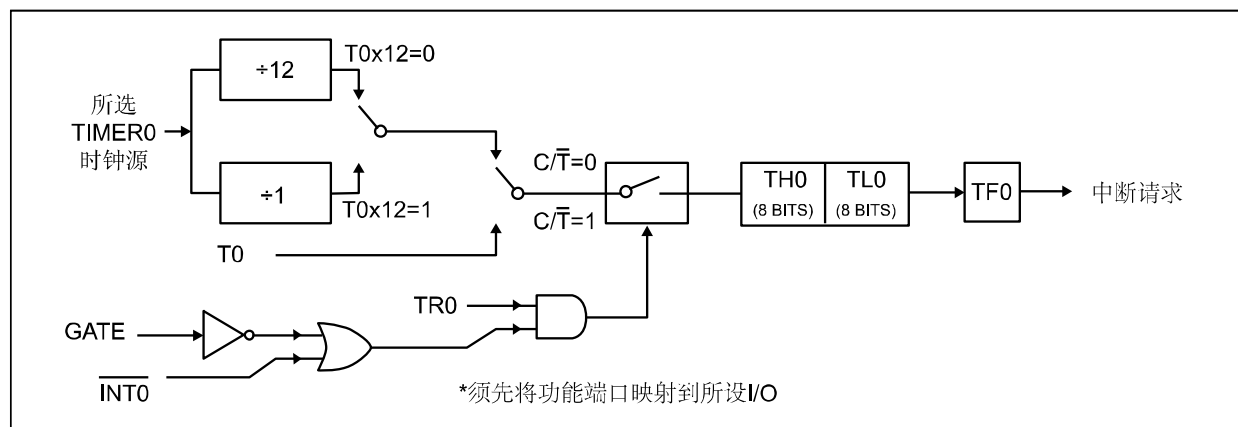 ÷12
T0x12=0
所选
TIMER0
时钟源
÷1
T0x12=1
T0
C/T̅=0
C/T̅=1
TH0
(8 BITS)
TL0
(8 BITS)
TF0
中断请求
TR0
GATE
I̅N̅T̅0̅
*须先将功能端口映射到所设I/O